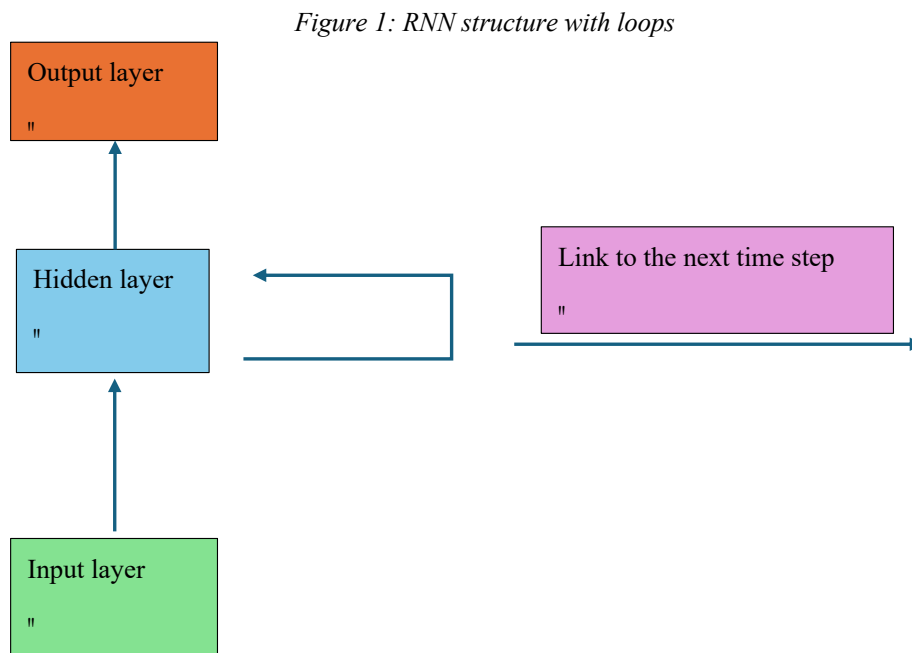 Figure 1: RNN structure with loops
Output layer
"
Hidden layer
"
Link to the next time step
"
Input layer
"